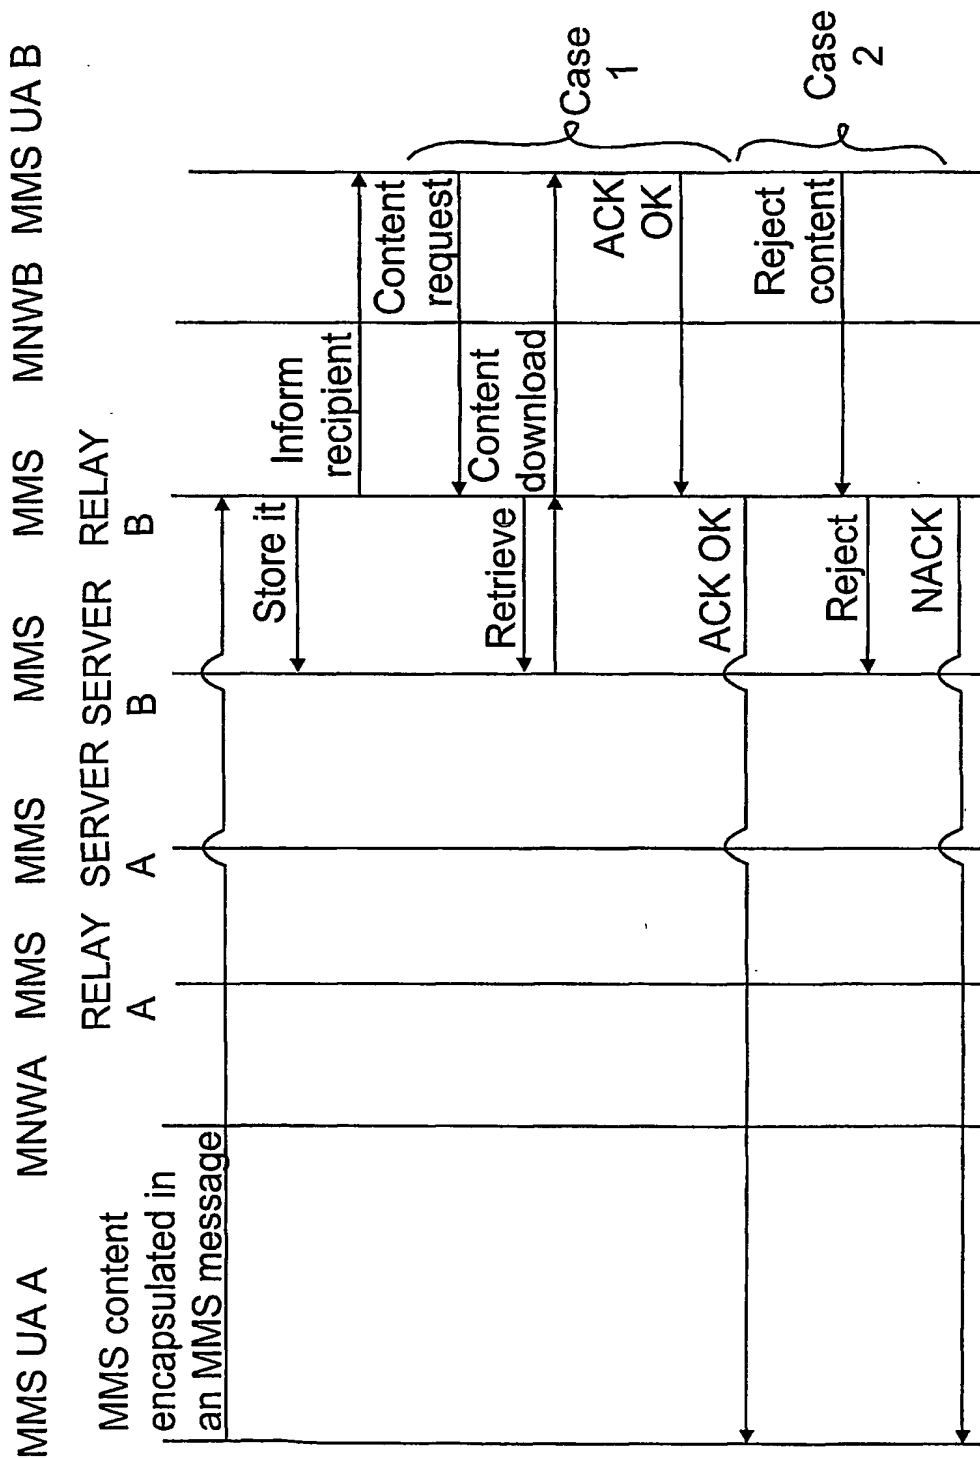 MMS UA A MNWA MMS MMS MMS MMS MNWB MMS UA B
RELAY SERVER SERVER RELAY
A A B B
MMS content
encapsulated in
an MMS message
Store it
Inform
recipient
Content
request
Retrieve
Content
download
ACK
OK
ACK OK
Case
1
Reject
content
Reject
NACK
Case
2